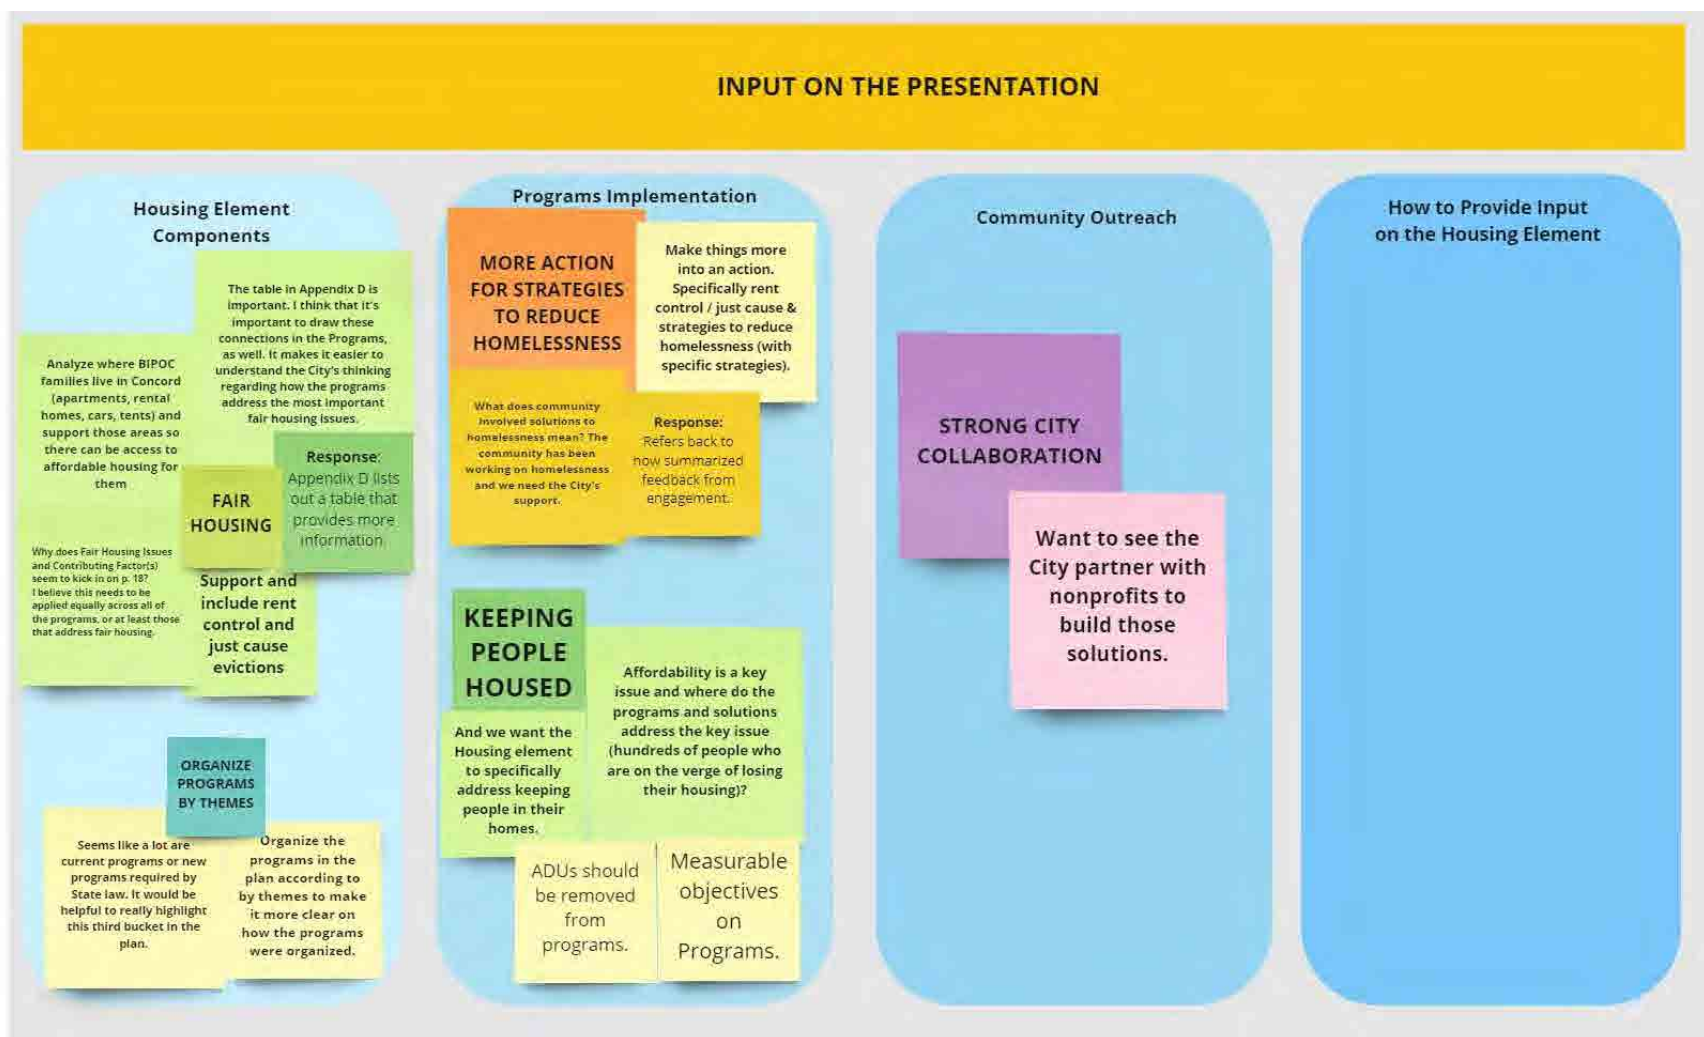 INPUT ON THE PRESENTATION
Housing Element
Components
The table in Appendix D is
important. I think that it's
important to draw these
connections in the Programs,
as well. It makes it easier to
understand the City's thinking
regarding how the programs
address the most important
fair housing issues.
Analyze where BIPOC
families live in Concord
(apartments, rental
homes, cars, tents) and
support those areas so
there can be access to
affordable housing for
them
FAIR
HOUSING
Response:
Appendix D lists
out a table that
provides more
information
Why does Fair Housing Issues
and Contributing Factor(s)
seem to kick in on p. 18?
I believe this needs to be
applied equally across all of
the programs, or at least those
that address fair housing.
Support and
include rent
control and
just cause
evictions
ORGANIZE
PROGRAMS
BY THEMES
Seems like a lot are
current programs or new
programs required by
State law. It would be
helpful to really highlight
this third bucket in the
plan.
Organize the
programs in the
plan according to
by themes to make
it more clear on
how the programs
were organized.
Programs Implementation
MORE ACTION
FOR STRATEGIES
TO REDUCE
HOMELESSNESS
Make things more
into an action.
Specifically rent
control / just cause &
strategies to reduce
homelessness (with
specific strategies).
What does community
involved solutions to
homelessness mean? The
community has been
working on homelessness
and we need the City's
support.
Response:
Refers back to
now summarized
feedback from
engagement.
KEEPING
PEOPLE
HOUSED
And we want the
Housing element
to specifically
address keeping
people in their
homes.
Affordability is a key
issue and where do the
programs and solutions
address the key issue
(hundreds of people who
are on the verge of losing
their housing)?
ADUs should
be removed
from
programs.
Measurable
objectives
on
Programs.
Community Outreach
STRONG CITY
COLLABORATION
Want to see the
City partner with
nonprofits to
build those
solutions.
How to Provide Input
on the Housing Element